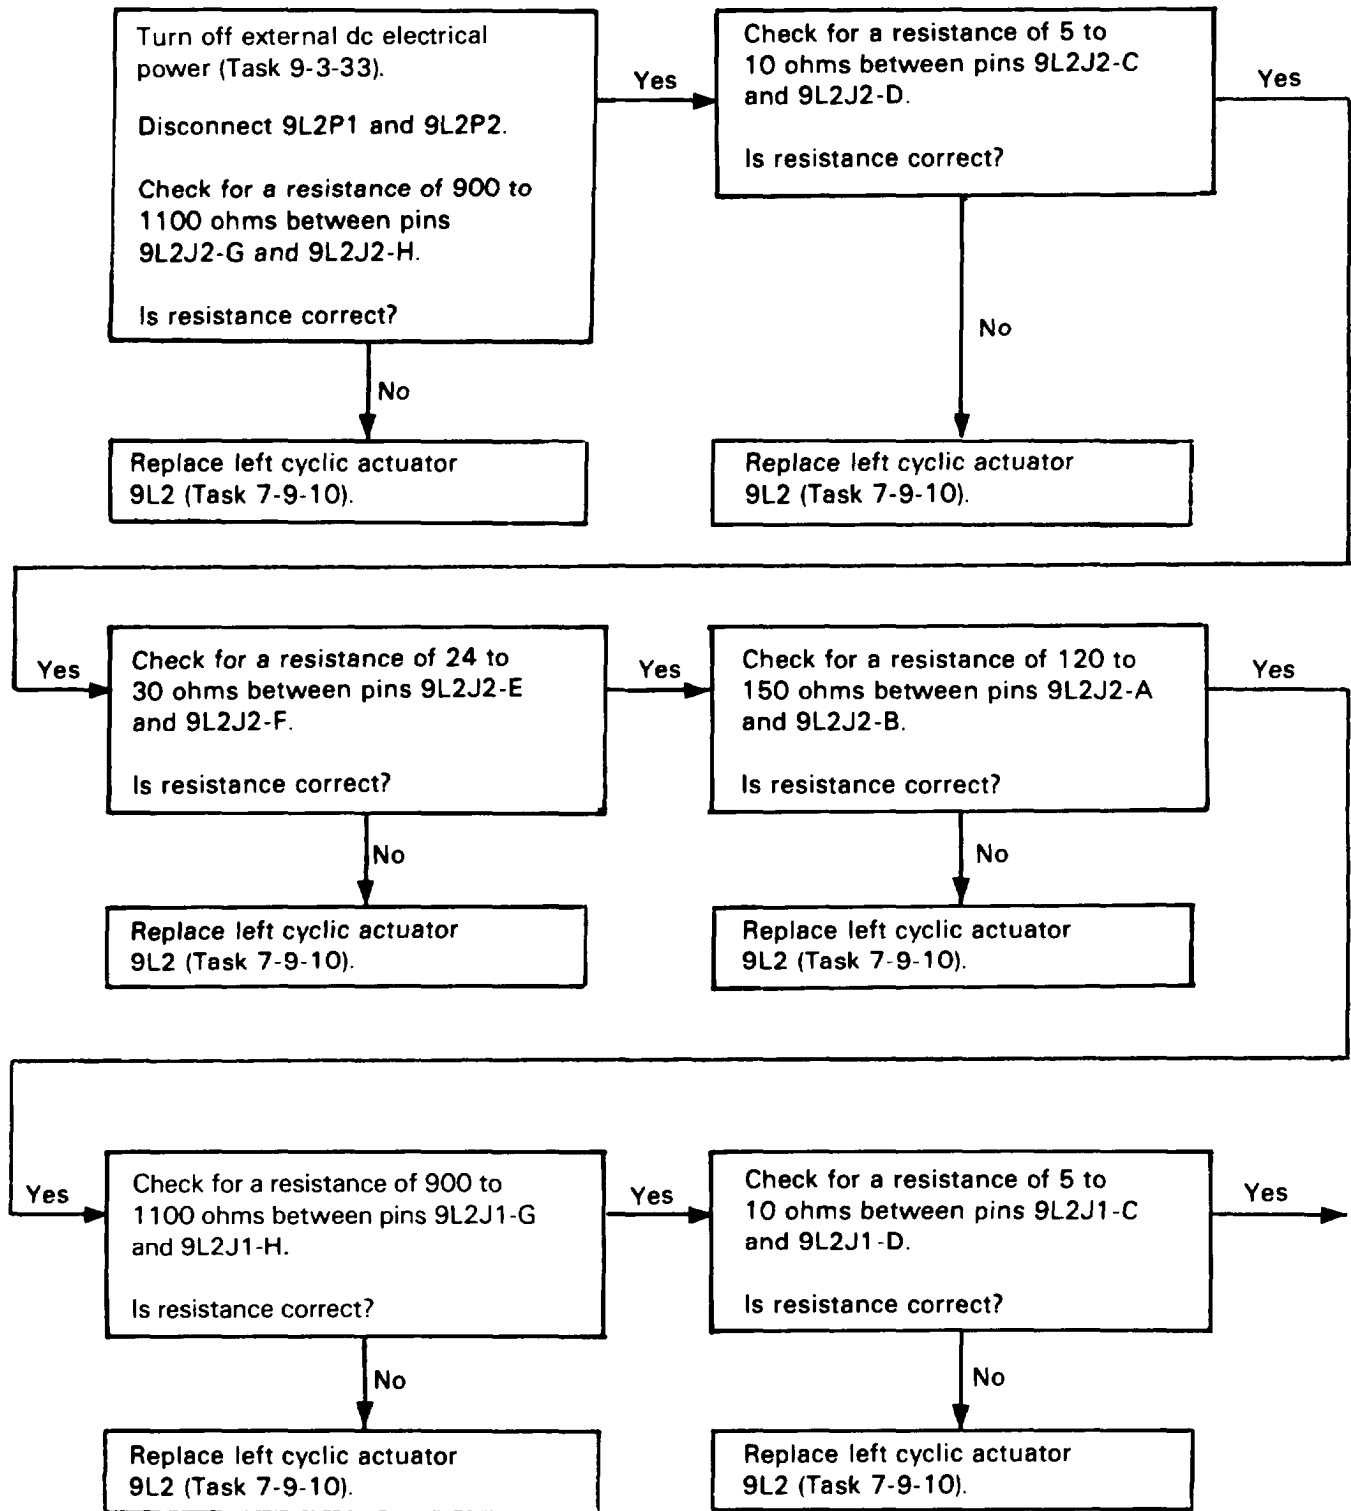 Turn off external dc electrical
power (Task 9-3-33).
Disconnect 9L2P1 and 9L2P2.
Check for a resistance of 900 to
1100 ohms between pins
9L2J2-G and 9L2J2-H.
Is resistance correct?
Yes
Check for a resistance of 5 to
10 ohms between pins 9L2J2-C
and 9L2J2-D.
Is resistance correct?
Yes
No
No
Replace left cyclic actuator
9L2 (Task 7-9-10).
Replace left cyclic actuator
9L2 (Task 7-9-10).
Yes
Check for a resistance of 24 to
30 ohms between pins 9L2J2-E
and 9L2J2-F.
Is resistance correct?
Yes
Check for a resistance of 120 to
150 ohms between pins 9L2J2-A
and 9L2J2-B.
Is resistance correct?
Yes
No
No
Replace left cyclic actuator
9L2 (Task 7-9-10).
Replace left cyclic actuator
9L2 (Task 7-9-10).
Yes
Check for a resistance of 900 to
1100 ohms between pins 9L2J1-G
and 9L2J1-H.
Is resistance correct?
Yes
Check for a resistance of 5 to
10 ohms between pins 9L2J1-C
and 9L2J1-D.
Is resistance correct?
Yes
No
No
Replace left cyclic actuator
9L2 (Task 7-9-10).
Replace left cyclic actuator
9L2 (Task 7-9-10).